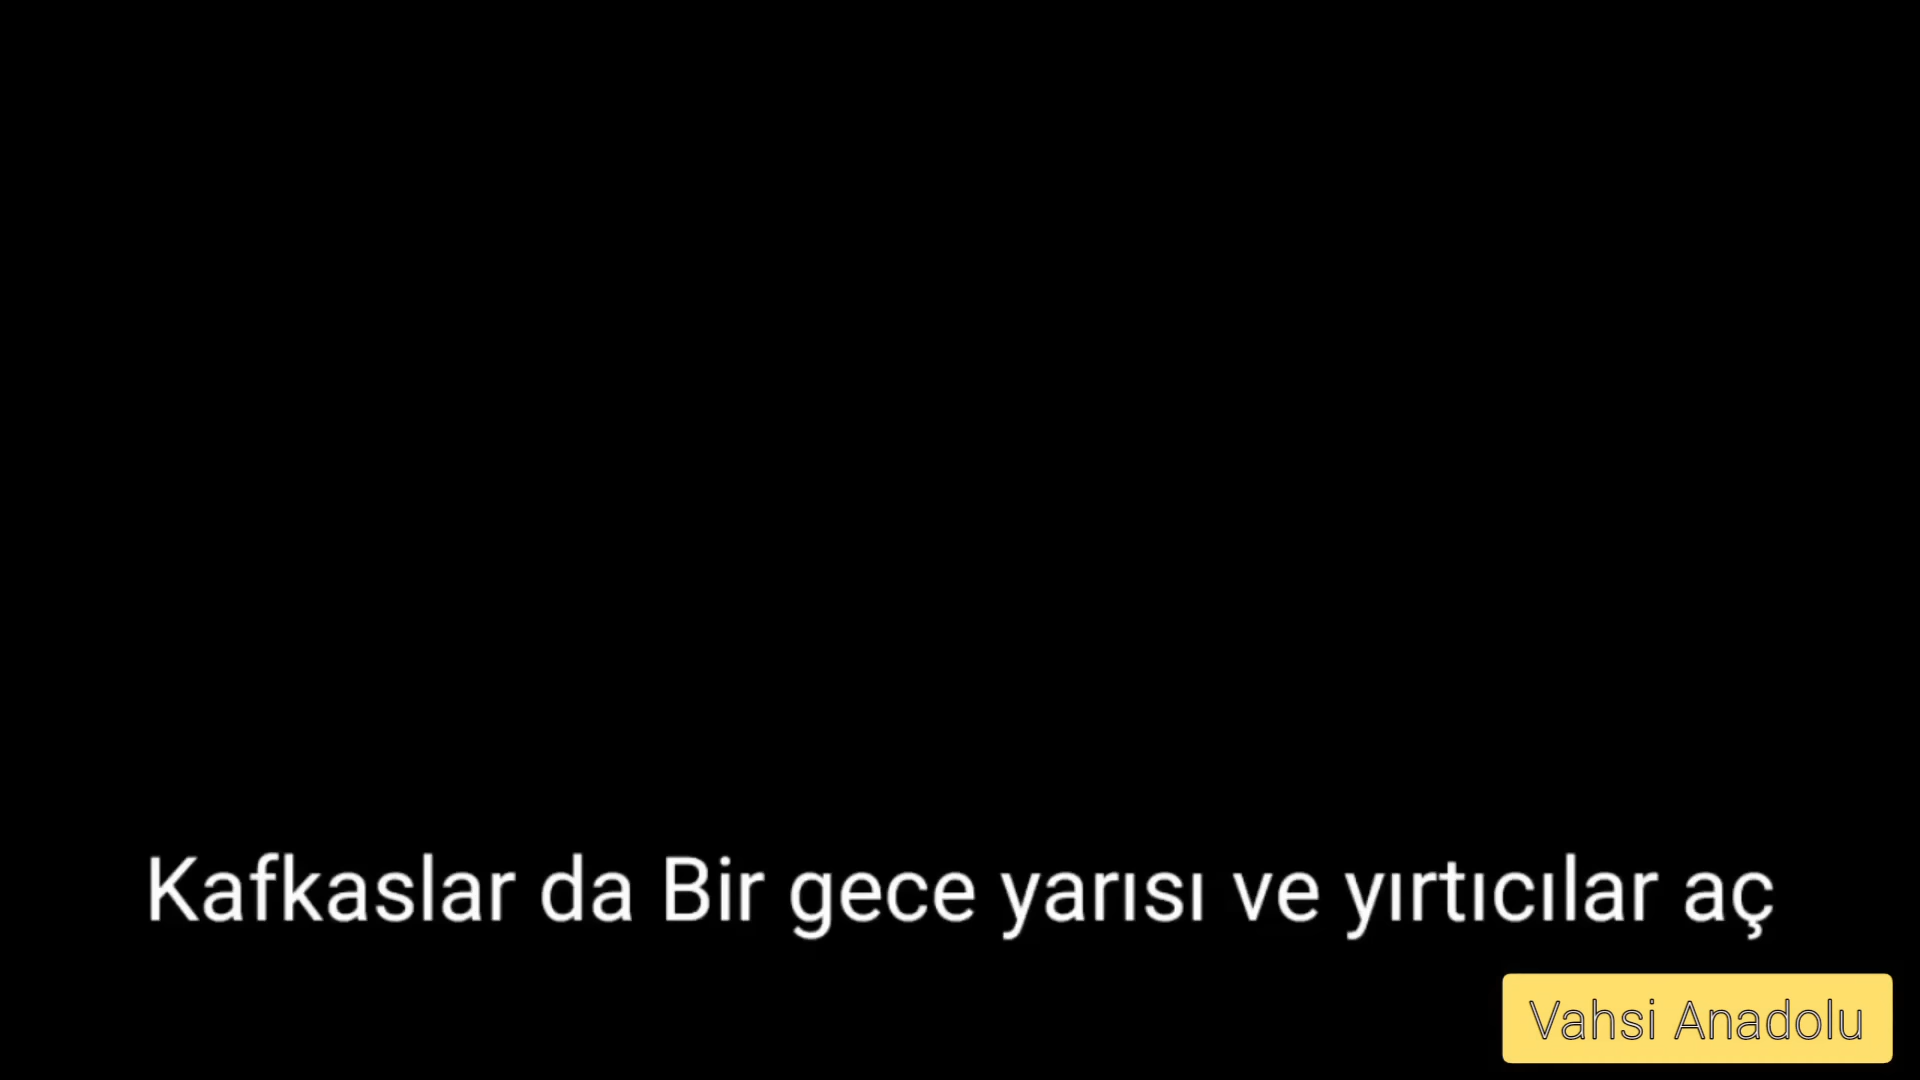 Kafkaslar da Bir gece yarısı ve yırtıcılar aç
Vahsi Anadolu